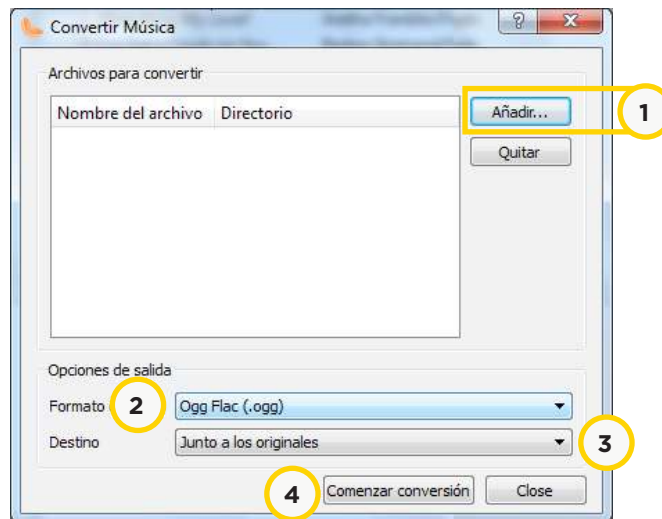 Convertir Música
Archivos para convertir
Nombre del archivo Directorio
Añadir...
1
Quitar
Opciones de salida
Formato 2 Ogg Flac (.ogg)
Destino Junto a los originales 3
4 Comenzar conversión Close